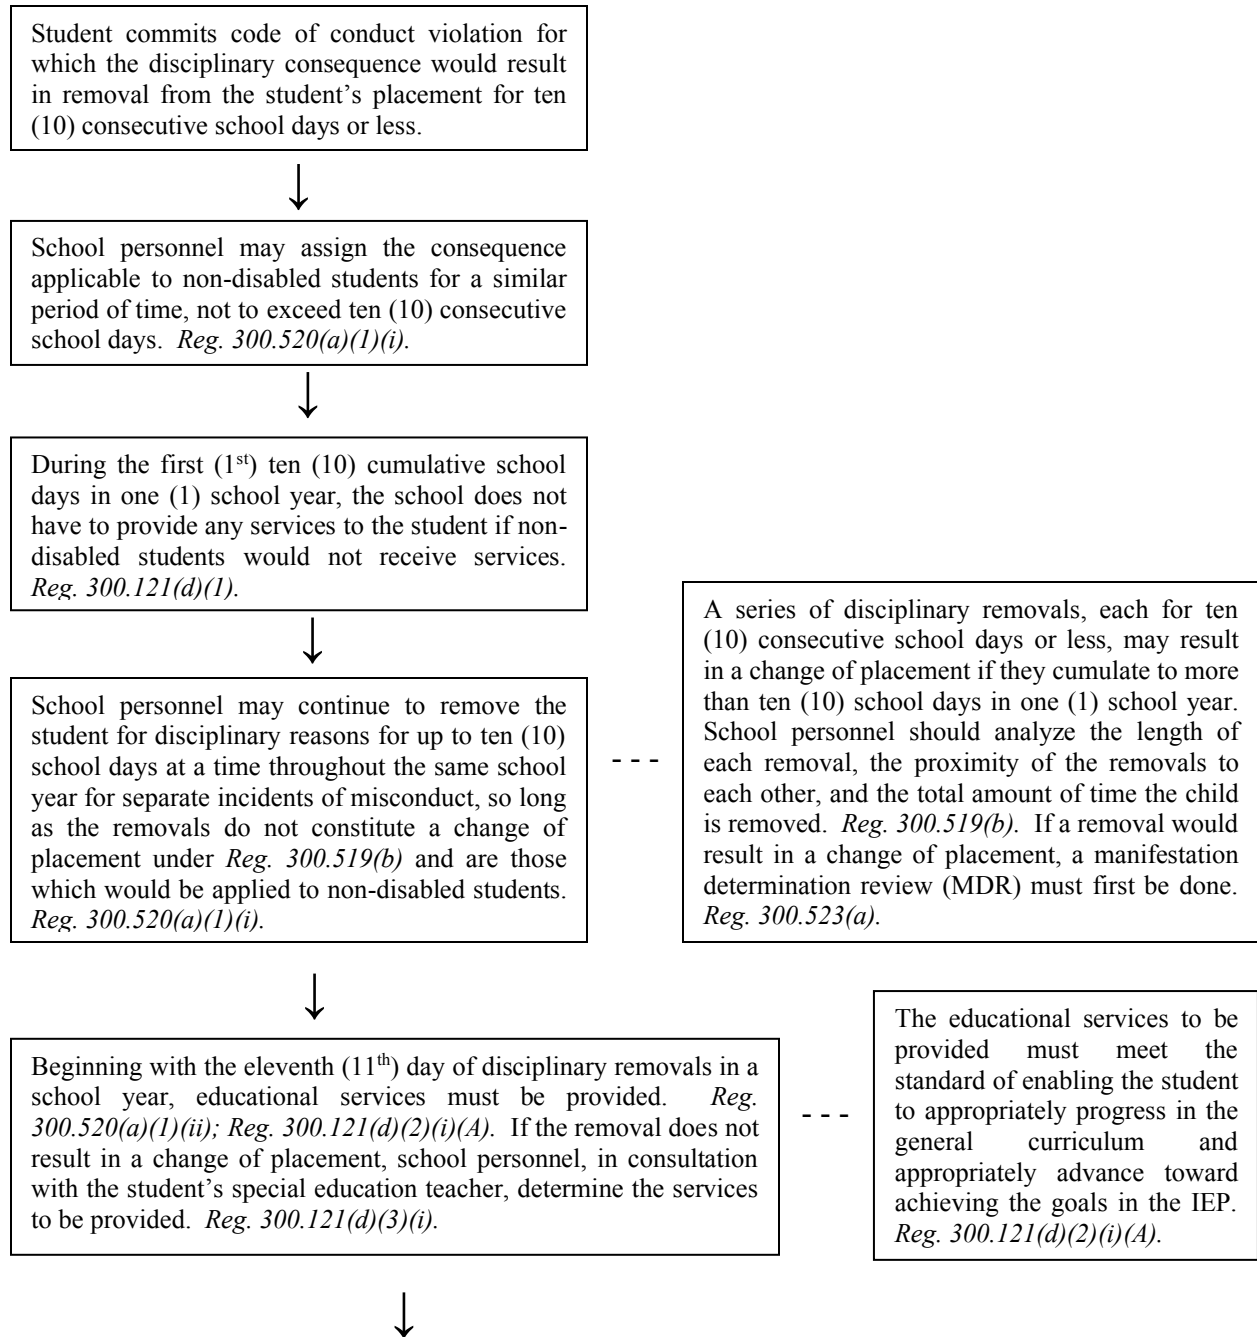 Student commits code of conduct violation for
which the disciplinary consequence would result
in removal from the student’s placement for ten
(10) consecutive school days or less.
↓
School personnel may assign the consequence
applicable to non-disabled students for a similar
period of time, not to exceed ten (10) consecutive
school days. Reg. 300.520(a)(1)(i).
↓
During the first (1st) ten (10) cumulative school
days in one (1) school year, the school does not
have to provide any services to the student if non-
disabled students would not receive services.
Reg. 300.121(d)(1).
↓
School personnel may continue to remove the
student for disciplinary reasons for up to ten (10)
school days at a time throughout the same school
year for separate incidents of misconduct, so long
as the removals do not constitute a change of
placement under Reg. 300.519(b) and are those
which would be applied to non-disabled students.
Reg. 300.520(a)(1)(i).
- - -
A series of disciplinary removals, each for ten
(10) consecutive school days or less, may result
in a change of placement if they cumulate to more
than ten (10) school days in one (1) school year.
School personnel should analyze the length of
each removal, the proximity of the removals to
each other, and the total amount of time the child
is removed. Reg. 300.519(b). If a removal would
result in a change of placement, a manifestation
determination review (MDR) must first be done.
Reg. 300.523(a).
↓
Beginning with the eleventh (11th) day of disciplinary removals in a
school year, educational services must be provided. Reg.
300.520(a)(1)(ii); Reg. 300.121(d)(2)(i)(A). If the removal does not
result in a change of placement, school personnel, in consultation
with the student’s special education teacher, determine the services
to be provided. Reg. 300.121(d)(3)(i).
- - -
The educational services to be
provided must meet the
standard of enabling the student
to appropriately progress in the
general curriculum and
appropriately advance toward
achieving the goals in the IEP.
Reg. 300.121(d)(2)(i)(A).
↓